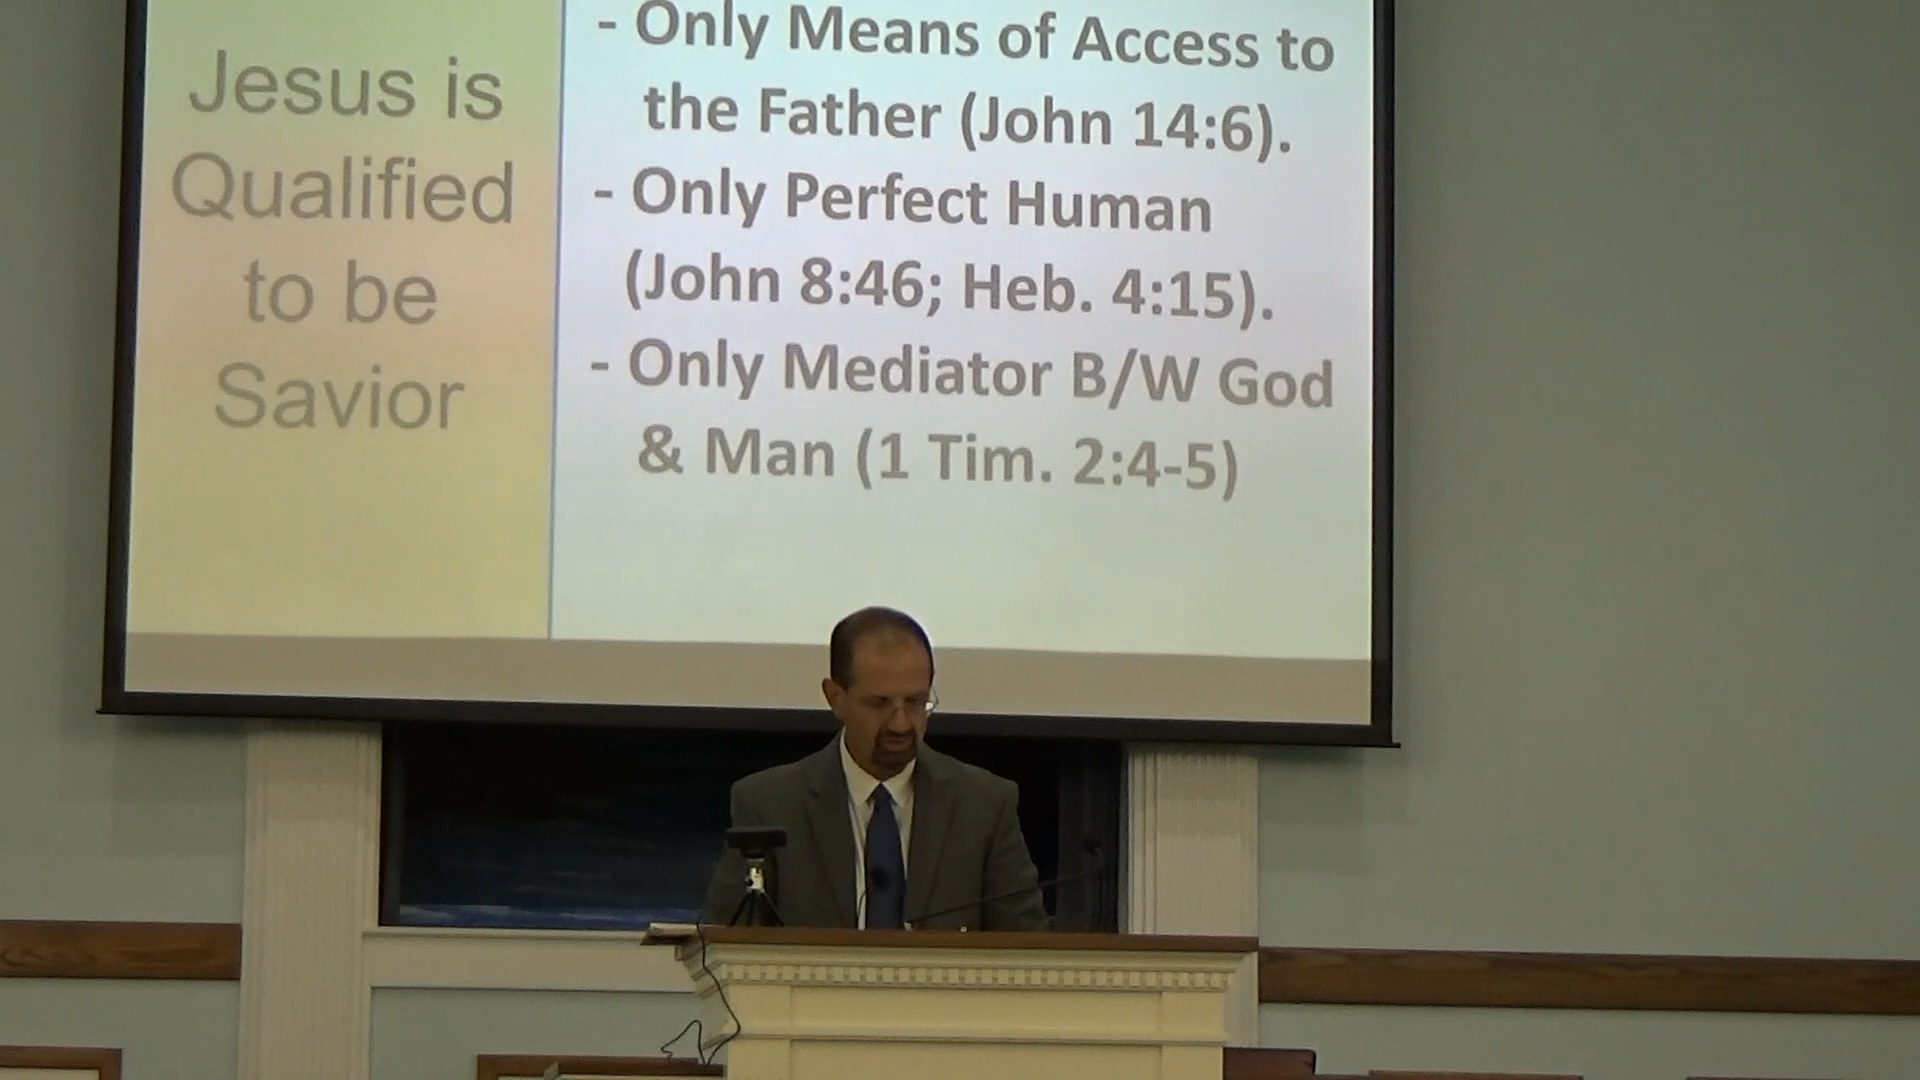 Jesus is
Qualified
to be
Savior
- Only Means of Access to
the Father (John 14:6).
- Only Perfect Human
(John 8:46; Heb. 4:15).
- Only Mediator B/W God
& Man (1 Tim. 2:4-5)